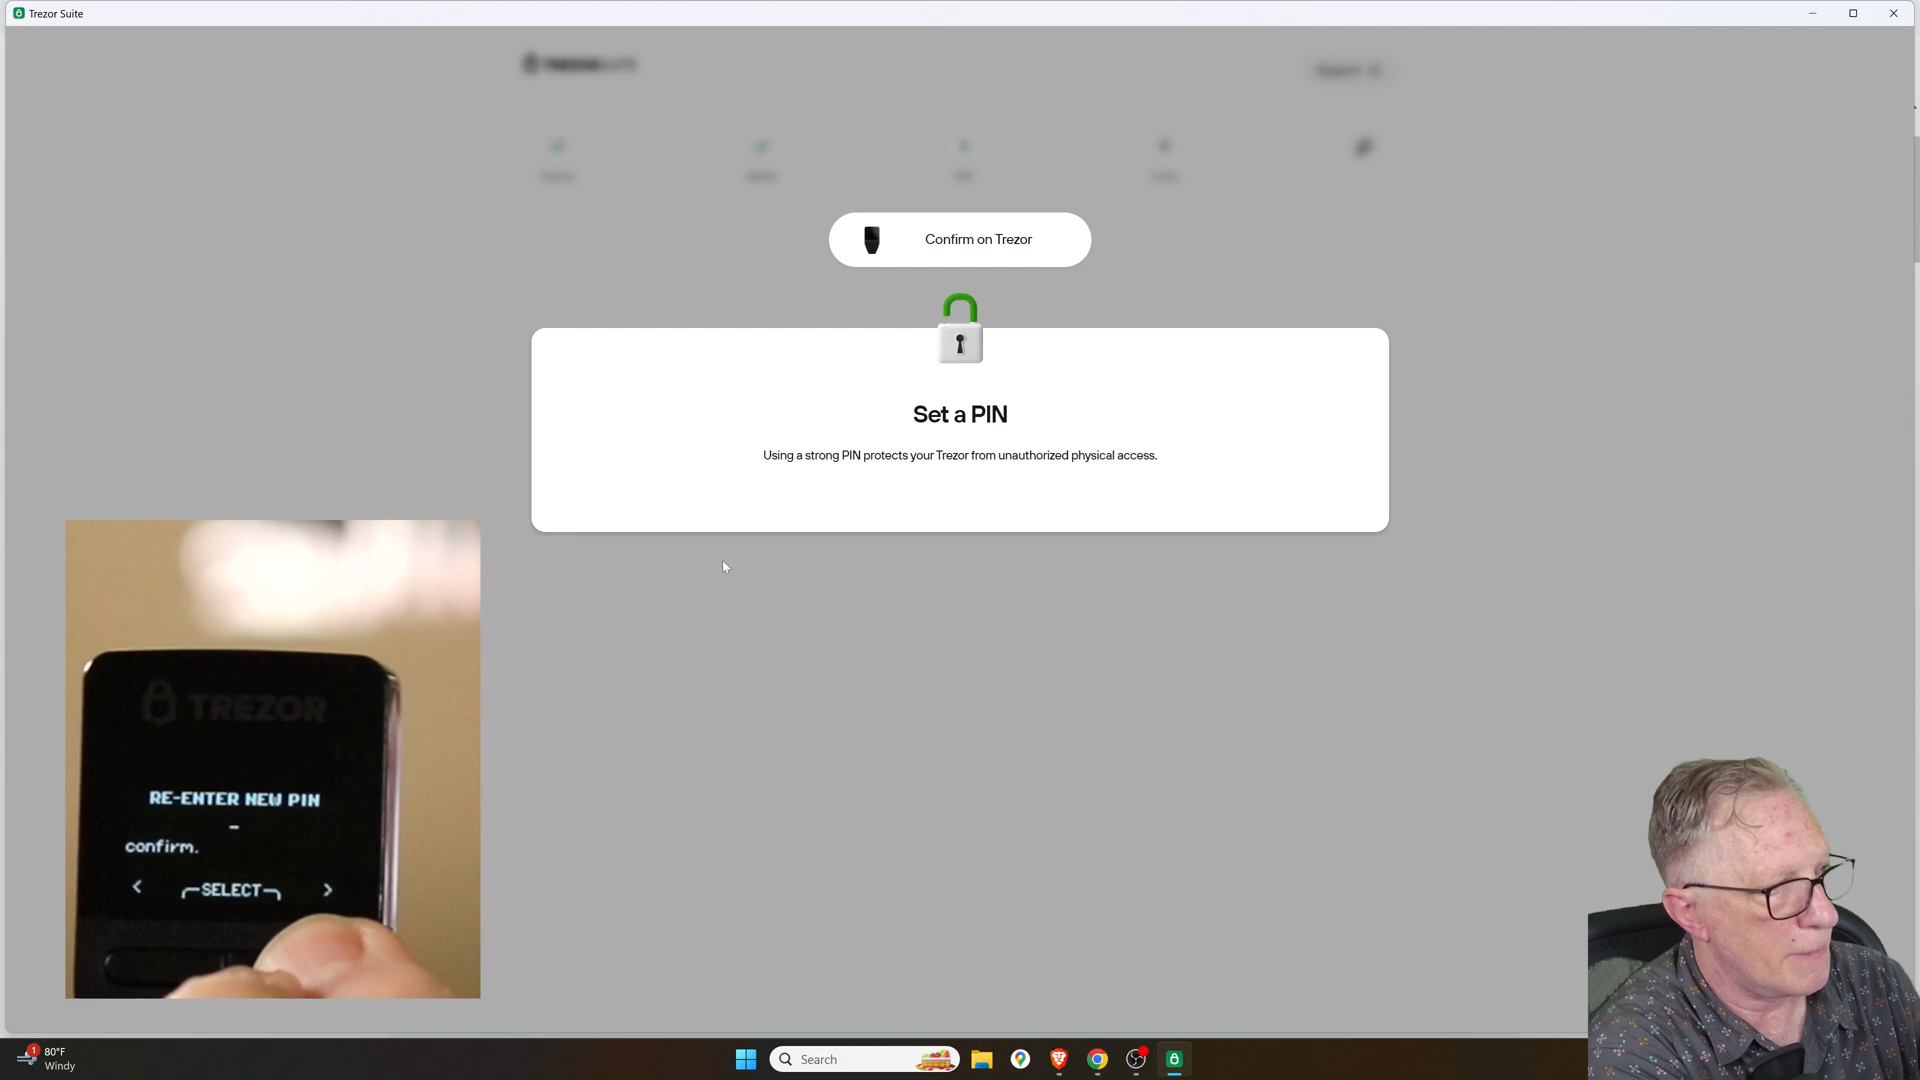 Trezor Suite
Confirm on Trezor
Set a PIN
Using a strong PIN protects your Trezor from unauthorized physical access.
TREZOR
RE-ENTER NEW PIN
confirm.
< SELECT >
1
80°F
Windy
Search